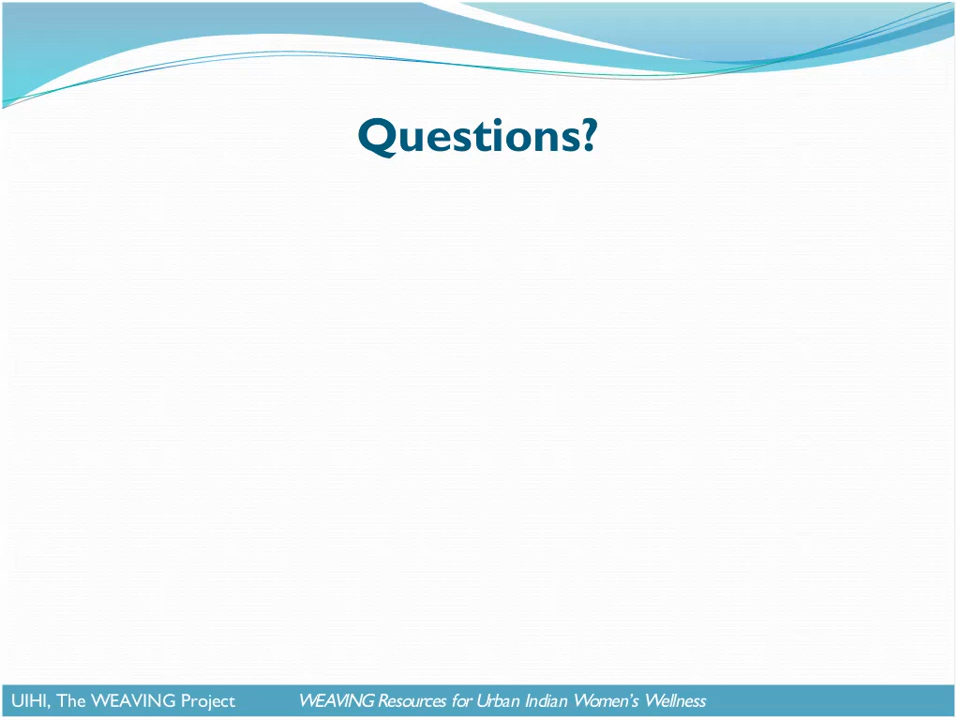 Questions?
UIHI, The WEAVING Project WEAVING Resources for Urban Indian Women’s Wellness